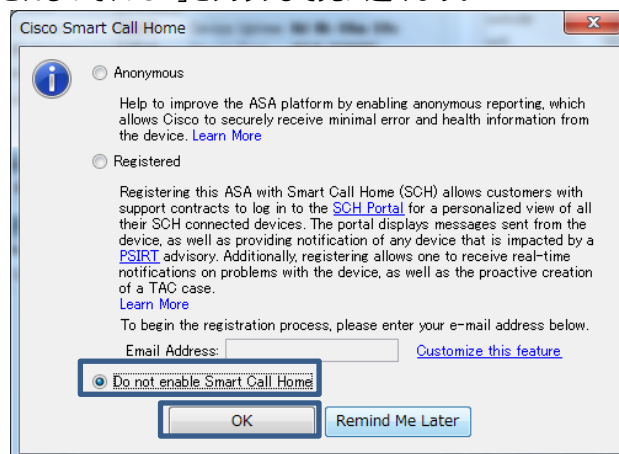 Cisco Smart Call Home
Anonymous
Help to improve the ASA platform by enabling anonymous reporting, which
allows Cisco to securely receive minimal error and health information from
the device. Learn More
Registered
Registering this ASA with Smart Call Home (SCH) allows customers with
support contracts to log in to the SCH Portal for a personalized view of all
their SCH connected devices. The portal displays messages sent from the
device, as well as providing notification of any device that is impacted by a
PSIRT advisory. Additionally, registering allows one to receive real-time
notifications on problems with the device, as well as the proactive creation
of a TAC case.
Learn More
To begin the registration process, please enter your e-mail address below.
Email Address: Customize this feature
Do not enable Smart Call Home
OK Remind Me Later